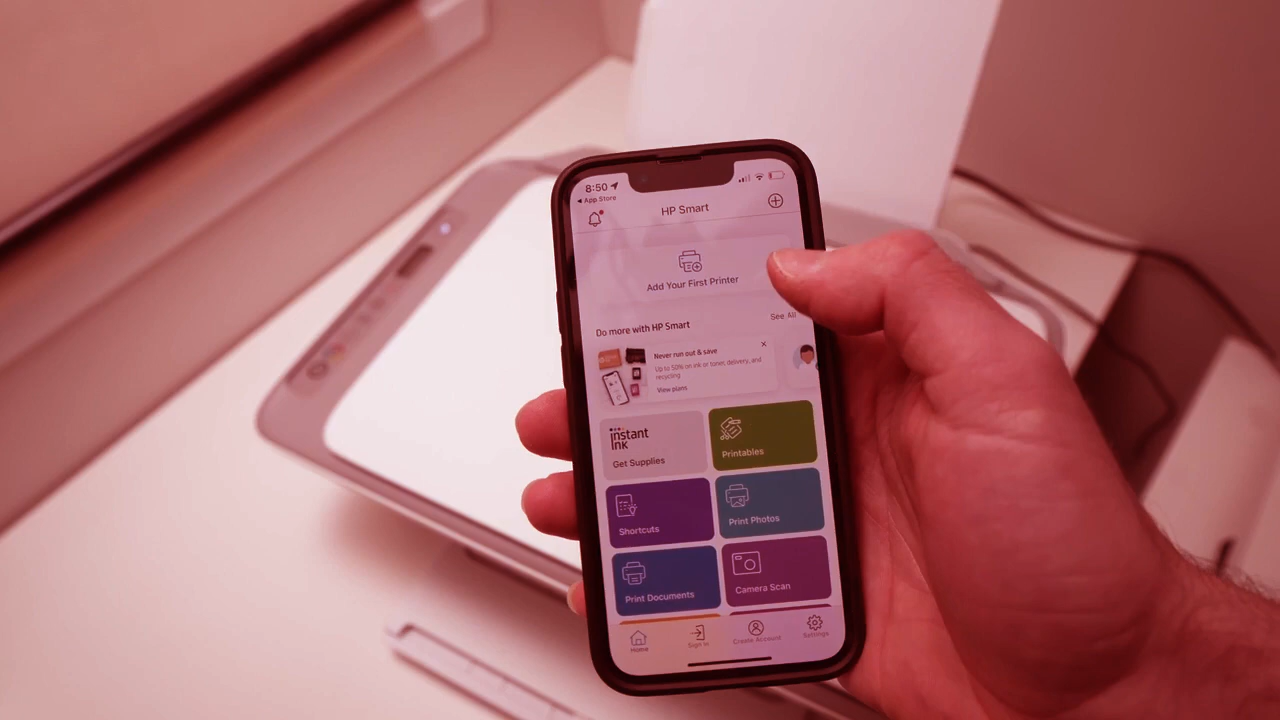 8:50
App Store
HP Smart
Add Your First Printer
Do more with HP Smart
See All
Never run out & save
Up to 50% on ink or toner, delivery, and
recycling
View plans
instant
ink
Get Supplies
Printables
Shortcuts
Print Photos
Print Documents
Camera Scan
Home
Sign In
Create Account
Settings